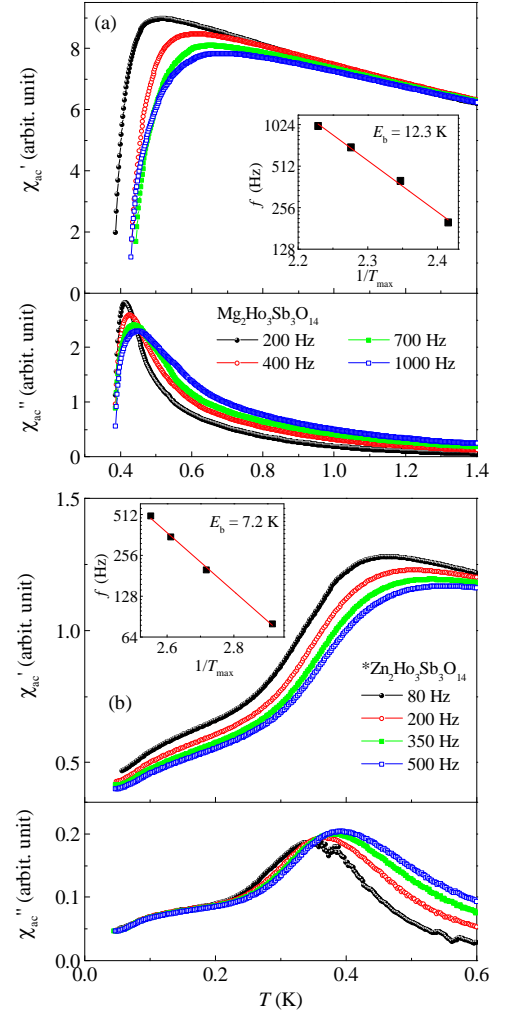 (a)
8
6
4
2
χac' (arbit. unit)
1024
512
256
128
f (Hz)
Eb = 12.3 K
2.2 2.3 2.4
1/Tmax
2
1
0
χac'' (arbit. unit)
Mg2Ho3Sb3O14
200 Hz 700 Hz
400 Hz 1000 Hz
0.4 0.6 0.8 1.0 1.2 1.4
1.5
1.0
0.5
χac' (arbit. unit)
512
256
128
64
f (Hz)
Eb = 7.2 K
2.6 2.8
1/Tmax
(b)
*Zn2Ho3Sb3O14
80 Hz
200 Hz
350 Hz
500 Hz
0.2
0.1
0.0
χac'' (arbit. unit)
0.0 0.2 0.4 0.6
T (K)